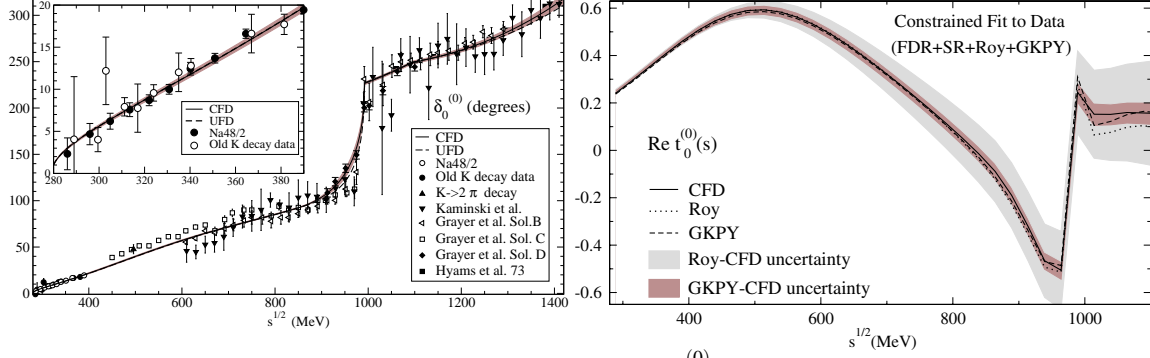 20
15
10
5
0
280
300
320
340
360
380
CFD
UFD
Na48/2
Old K decay data
300
250
200
150
100
50
0
δ₀⁽⁰⁾ (degrees)
CFD
UFD
Na48/2
Old K decay data
K->2 π decay
Kaminski et al.
Grayer et al. Sol.B
Grayer et al. Sol. C
Grayer et al. Sol. D
Hyams et al. 73
400
600
800
1000
1200
1400
s^{1/2} (MeV)
0.6
0.4
0.2
0
-0.2
-0.4
-0.6
Constrained Fit to Data
(FDR+SR+Roy+GKPY)
Re t₀⁽⁰⁾(s)
CFD
Roy
GKPY
Roy-CFD uncertainty
GKPY-CFD uncertainty
400
600
800
1000
s^{1/2}(MeV)
(0)